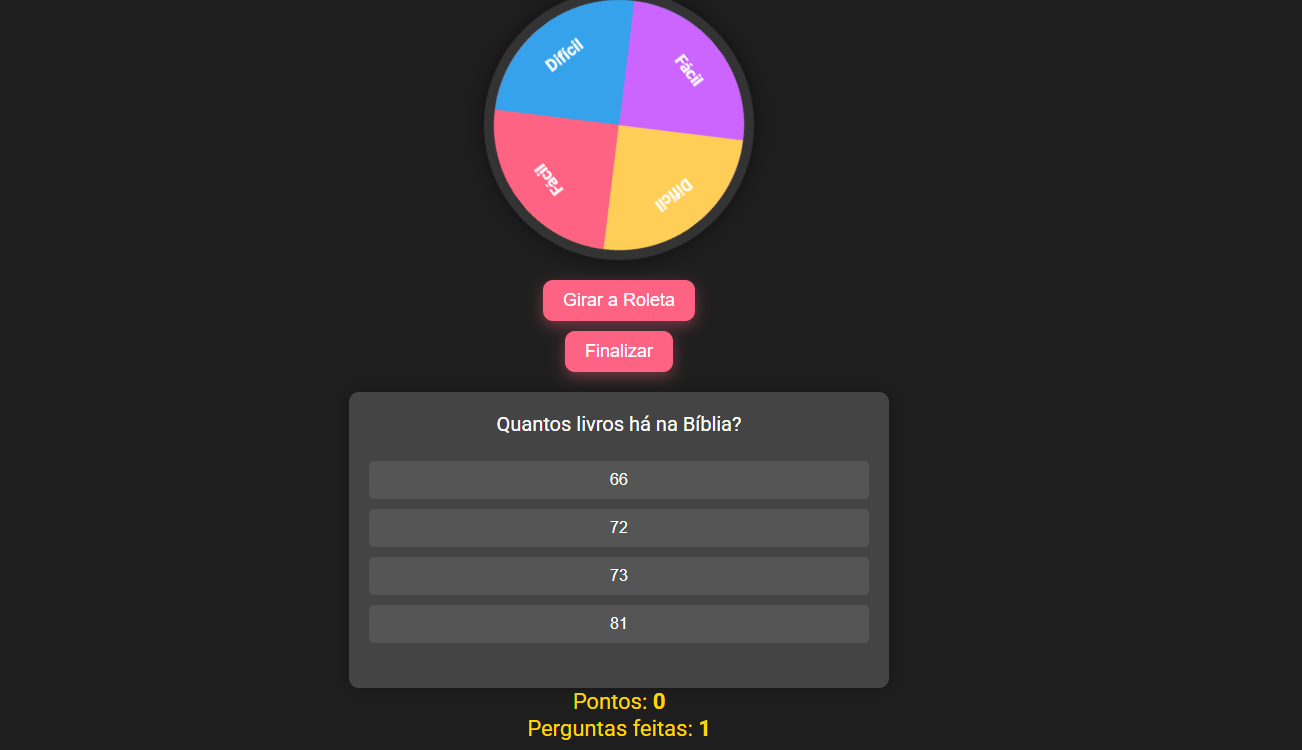 Difícil
Fácil
Fácil
Difícil
Girar a Roleta
Finalizar
Quantos livros há na Bíblia?
66
72
73
81
Pontos: 0
Perguntas feitas: 1